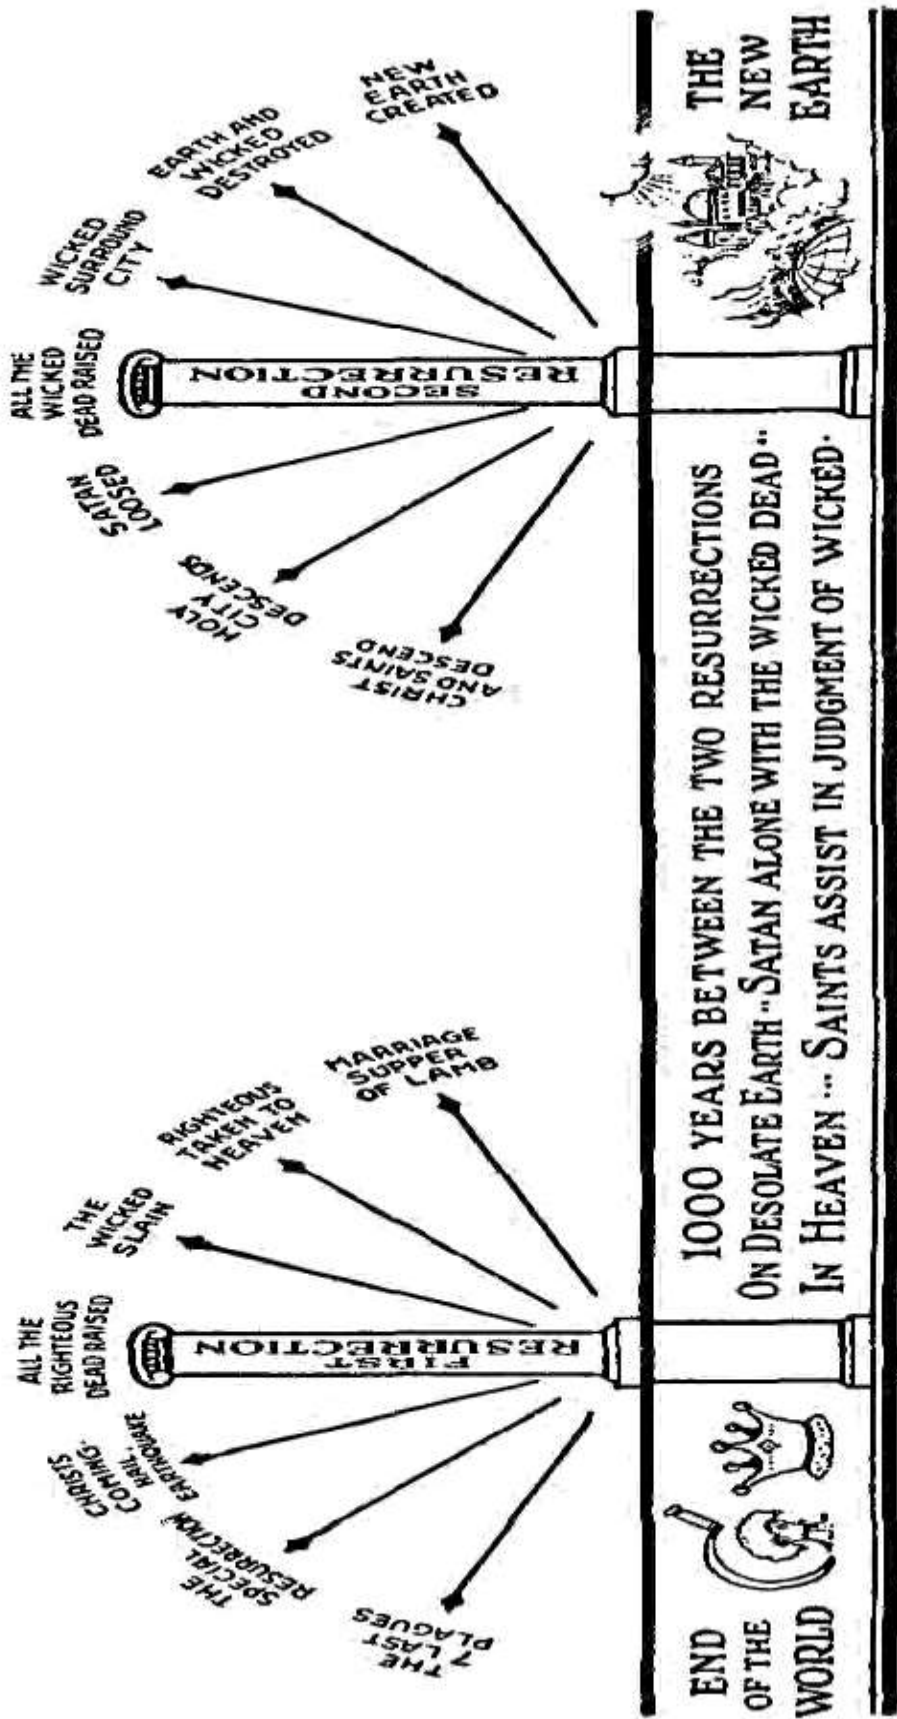 THE
7 LAST
PLAGUES
THE
SPECIAL
RESURRECTION
CHRISTS
COMING.
HAIL,
EARTHQUAKE
ALL THE
RIGHTEOUS
DEAD RAISED
FIRST
RESURRECTION
THE
WICKED
SLAIN
RIGHTEOUS
TAKEN TO
HEAVEN
MARRIAGE
SUPPER
OF LAMB
CHRIST
AND SAINTS
DESCEND
HOLY
CITY
DESCENDS
SATAN
LOOSED
ALL THE
WICKED
DEAD RAISED
SECOND
RESURRECTION
WICKED
SURROUND
CITY
EARTH AND
WICKED
DESTROYED
NEW
EARTH
CREATED
END
OF THE
WORLD
1000 YEARS BETWEEN THE TWO RESURRECTIONS
ON DESOLATE EARTH -- SATAN ALONE WITH THE WICKED DEAD --
IN HEAVEN --- SAINTS ASSIST IN JUDGMENT OF WICKED -
THE
NEW
EARTH